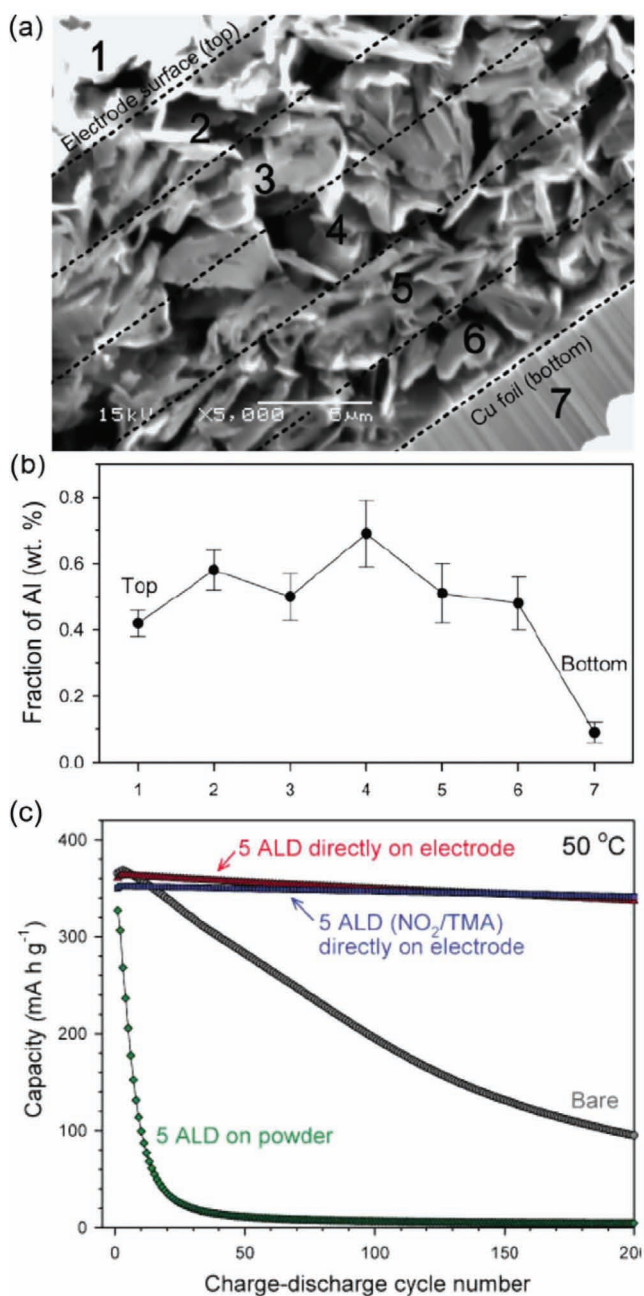 (a)
1
Electrode surface (top)
2
3
4
5
6
7
Cu foil (bottom)
15kU X5,000 6μm
(b)
Fraction of Al (wt. %)
0.8
0.6
0.4
0.2
0.0
Top
Bottom
1 2 3 4 5 6 7
(c)
Capacity (mA h g⁻¹)
400
300
200
100
0
5 ALD directly on electrode
50 °C
5 ALD (NO₂/TMA)
directly on electrode
Bare
5 ALD on powder
0 50 100 150 200
Charge-discharge cycle number